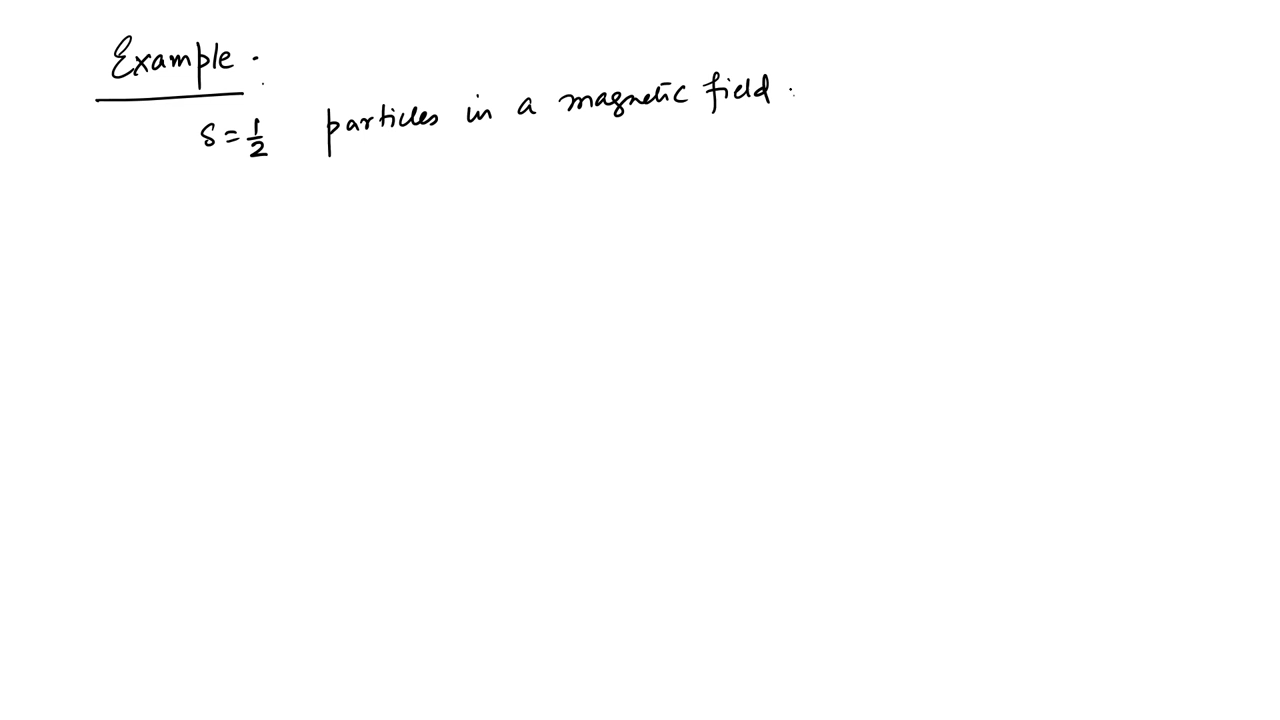 Example.
S = 1/2 particles in a magnetic field.